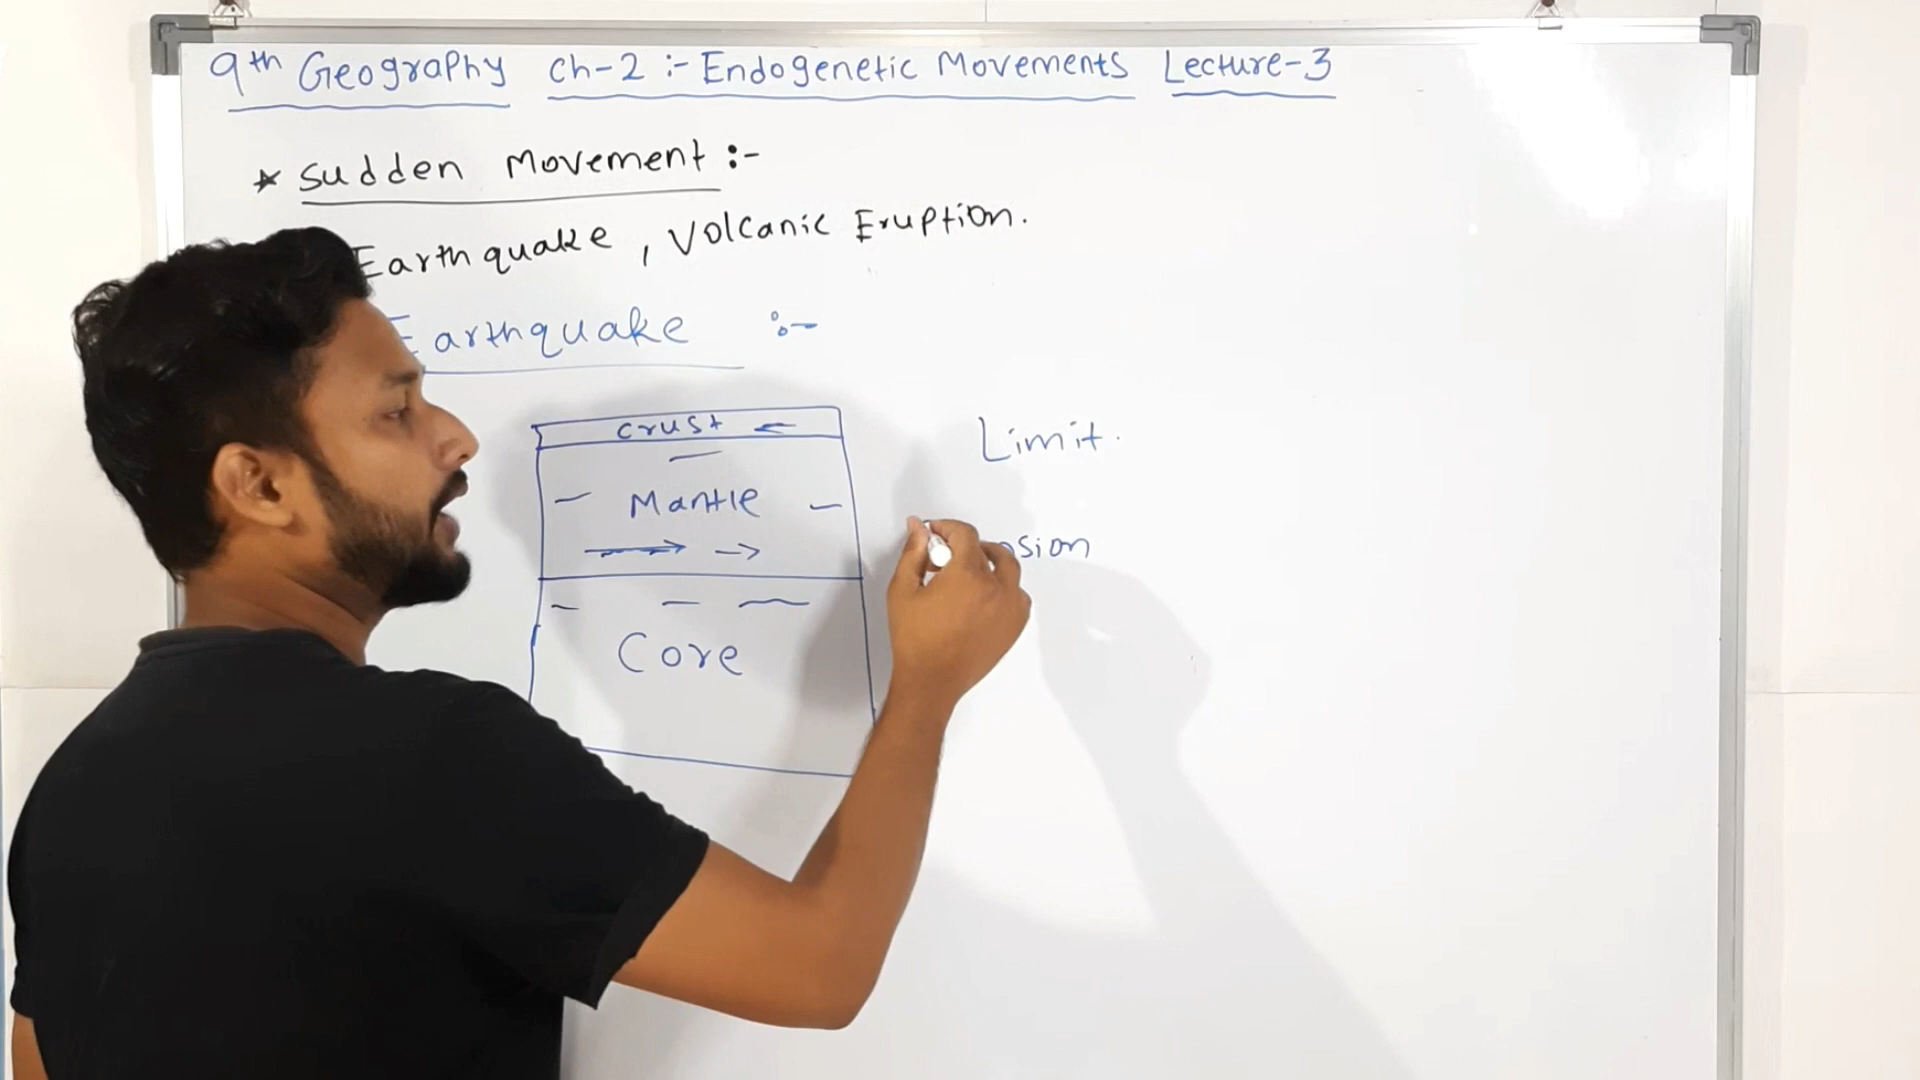 9th Geography Ch-2 :- Endogenetic Movements Lecture-3
* Sudden Movement :-
Earthquake, Volcanic Eruption.
Earthquake :-
Crust ←
Limit.
Mantle
→ →
Core